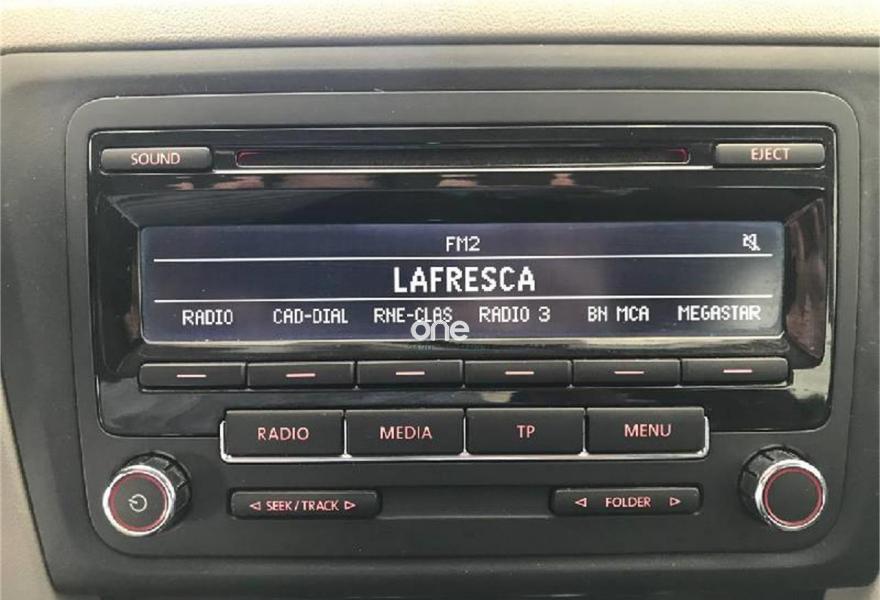 SOUND
EJECT
FM2
LAFRESCA
RADIO CAD-DIAL RNE-CLAS RADIO 3 BN MCA MEGASTAR
one
RADIO MEDIA TP MENU
SEEK/TRACK
FOLDER